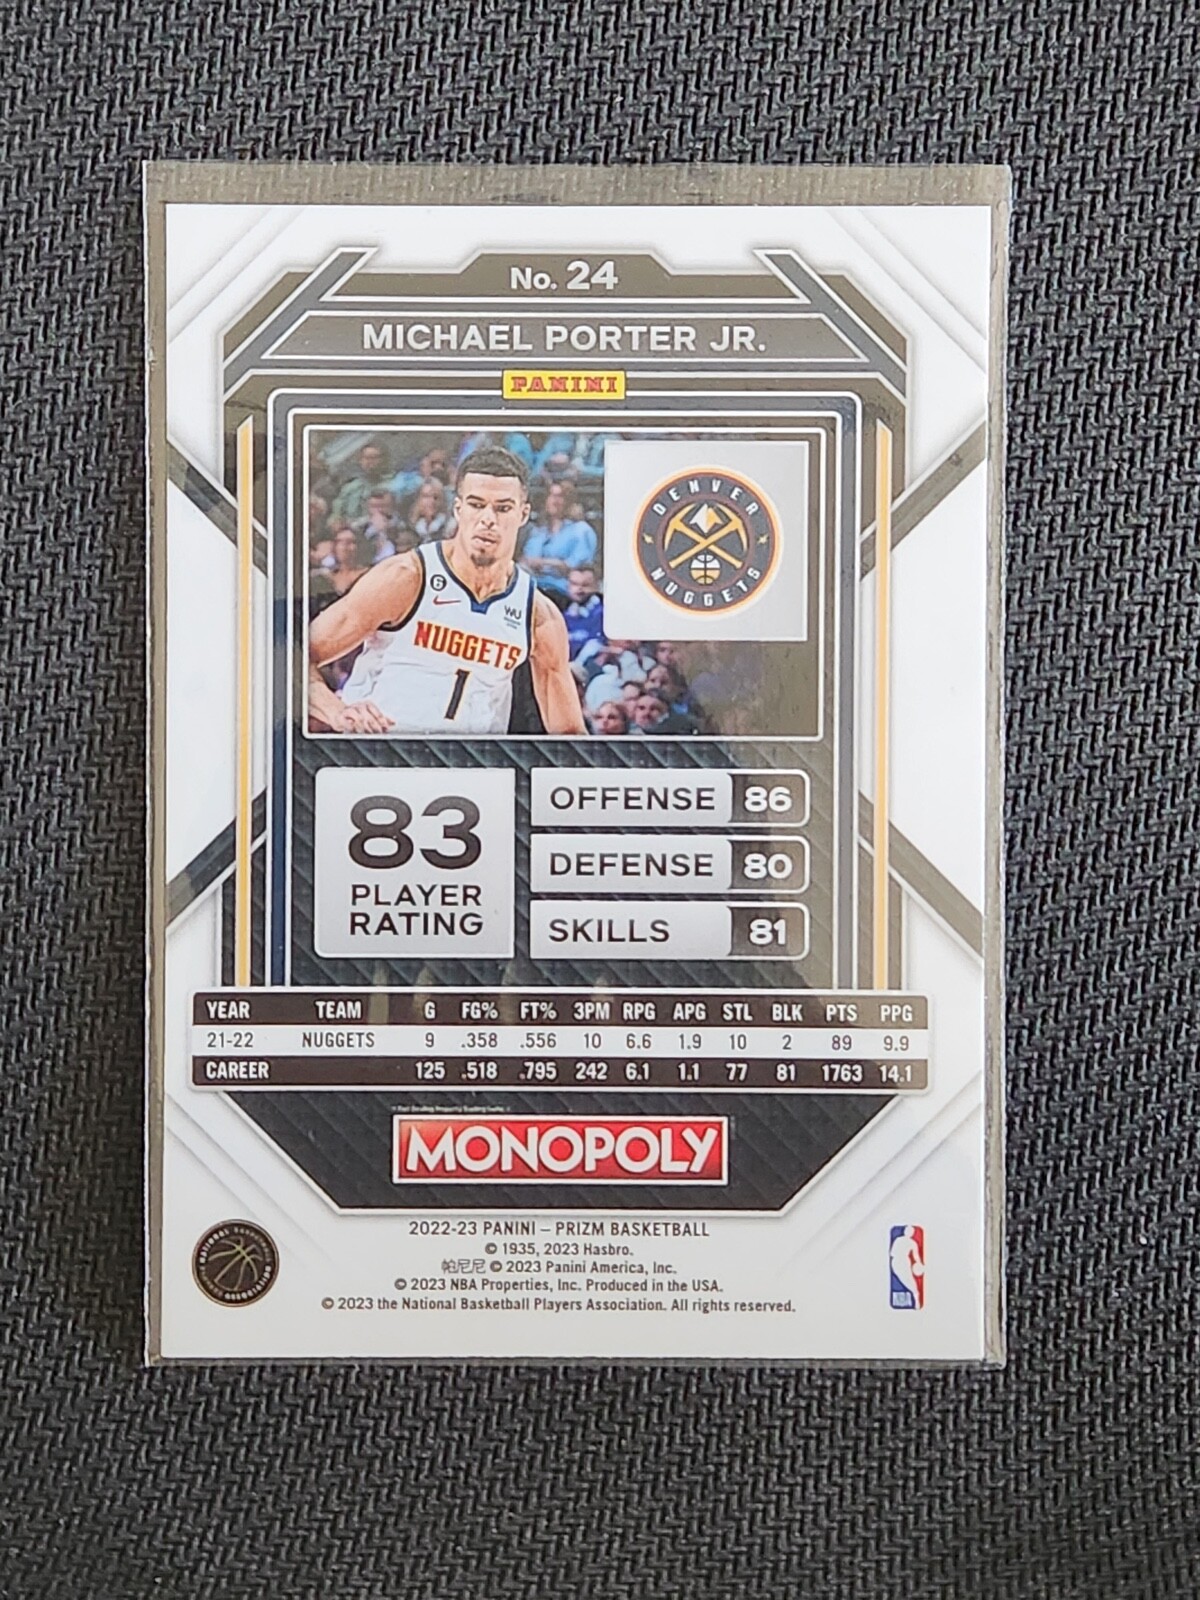 No. 24
MICHAEL PORTER JR.
PANINI
DENVER
NUGGETS
6
WU
NUGGETS
1
83
PLAYER
RATING
OFFENSE 86
DEFENSE 80
SKILLS 81
YEAR TEAM G FG% FT% 3PM RPG APG STL BLK PTS PPG
21-22 NUGGETS 9 .358 .556 10 6.6 1.9 10 2 89 9.9
CAREER 125 .518 .795 242 6.1 1.1 77 81 1763 14.1
MONOPOLY
2022-23 PANINI – PRIZM BASKETBALL
© 1935, 2023 Hasbro.
帕尼尼 © 2023 Panini America, Inc.
© 2023 NBA Properties, Inc. Produced in the USA.
© 2023 the National Basketball Players Association. All rights reserved.
NATIONAL BASKETBALL
NBA